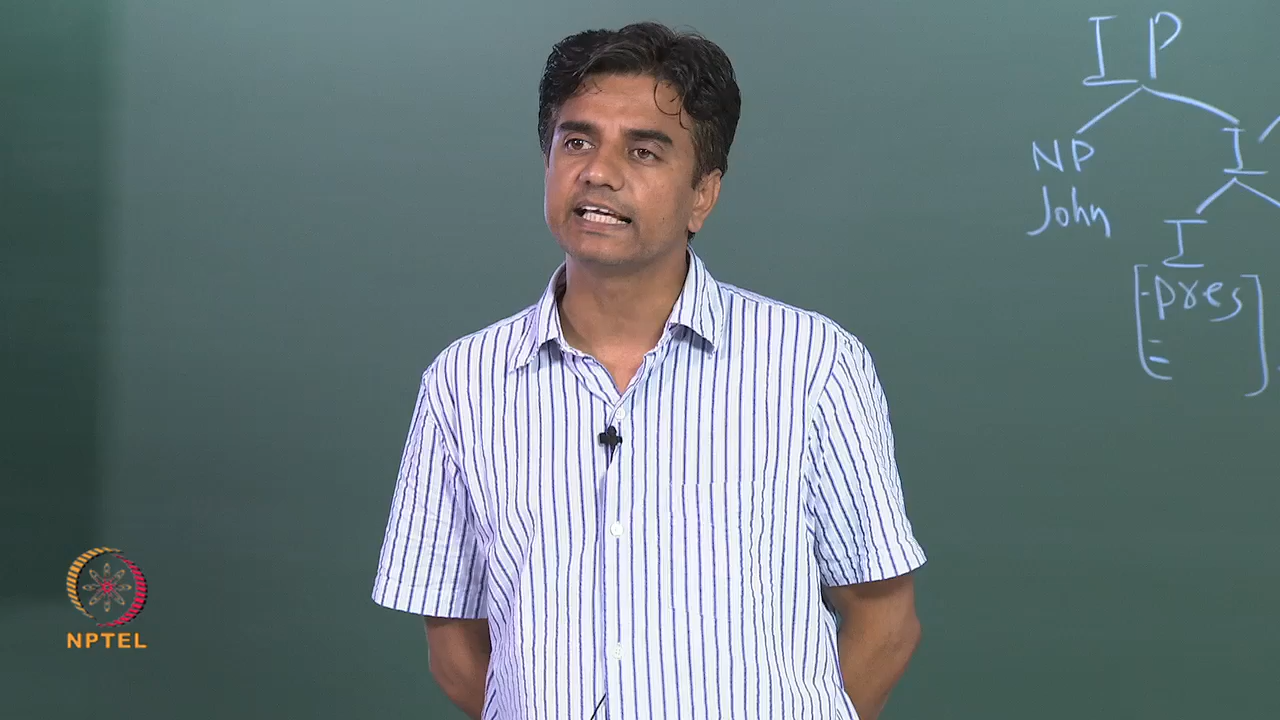 IP
NP I
John I
[-pres
=
]
NPTEL